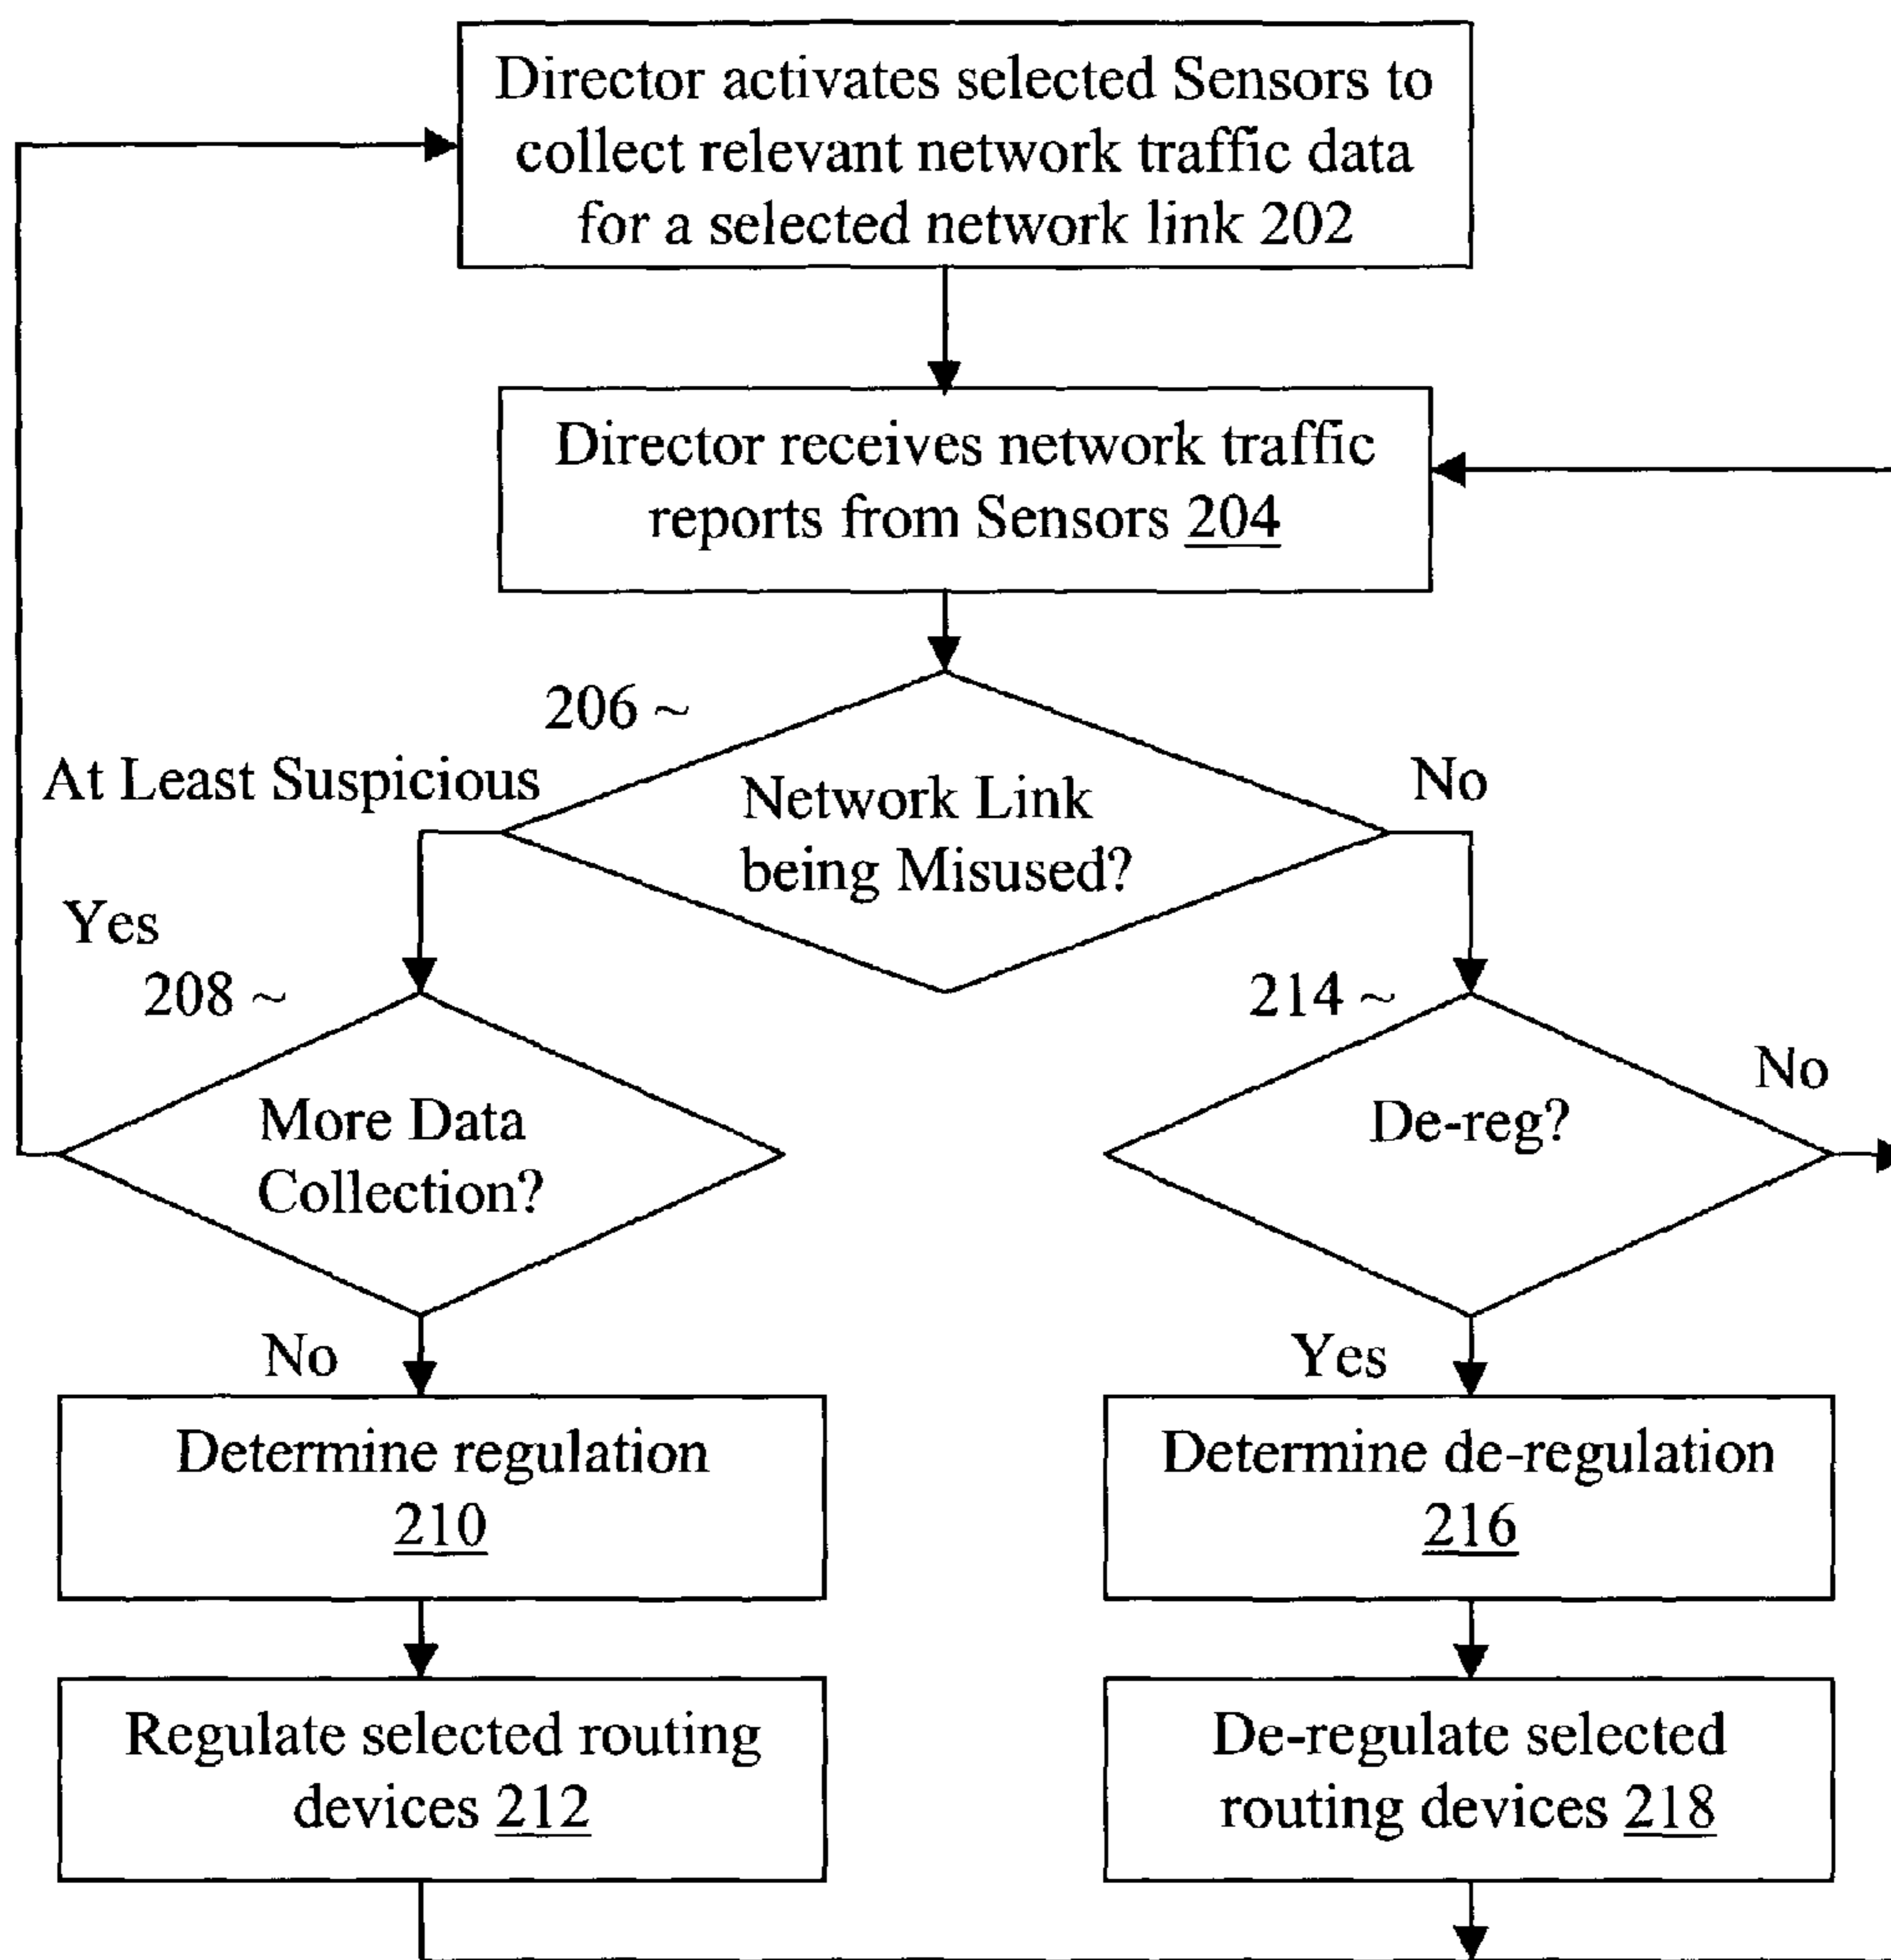 Director activates selected Sensors to
collect relevant network traffic data
for a selected network link 202
Director receives network traffic
reports from Sensors 204
206 ~
At Least Suspicious
Network Link
being Misused?
No
Yes
208 ~
More Data
Collection?
214 ~
De-reg?
No
No
Yes
Determine regulation
210
Determine de-regulation
216
Regulate selected routing
devices 212
De-regulate selected
routing devices 218